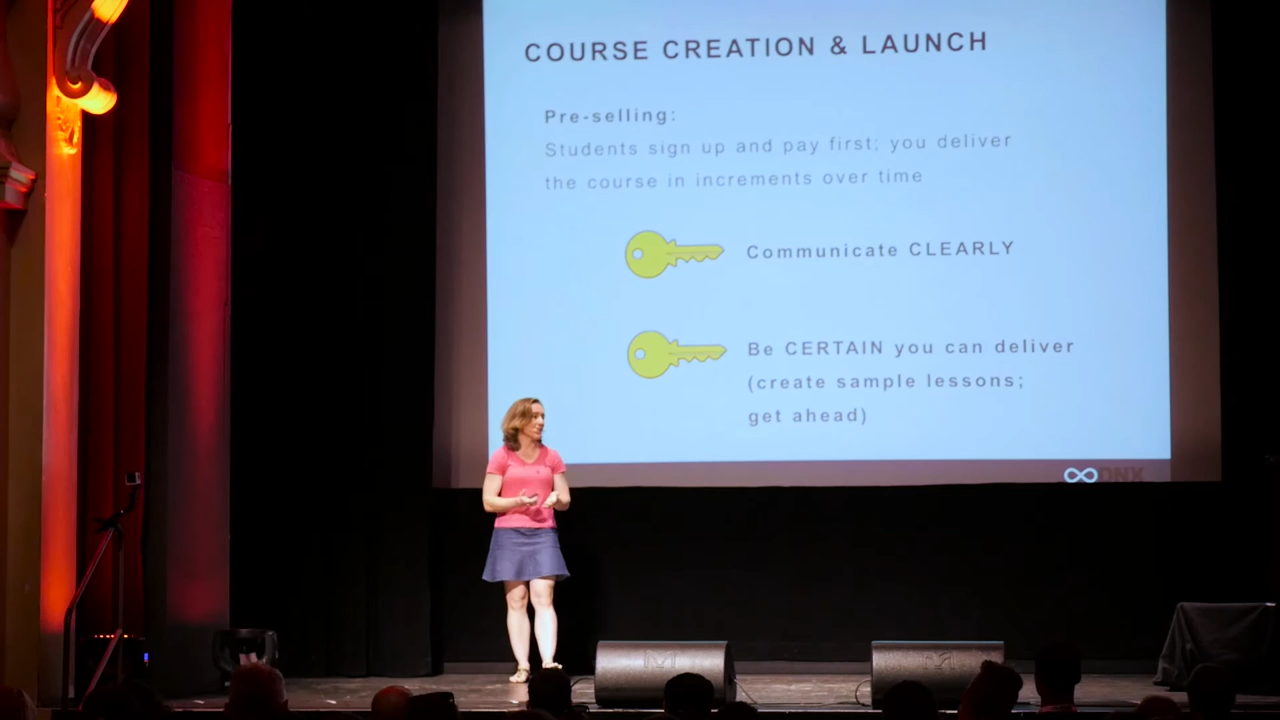 COURSE CREATION & LAUNCH
Pre-selling:
Students sign up and pay first; you deliver
the course in increments over time
Communicate CLEARLY
Be CERTAIN you can deliver
(create sample lessons;
get ahead)
DNX